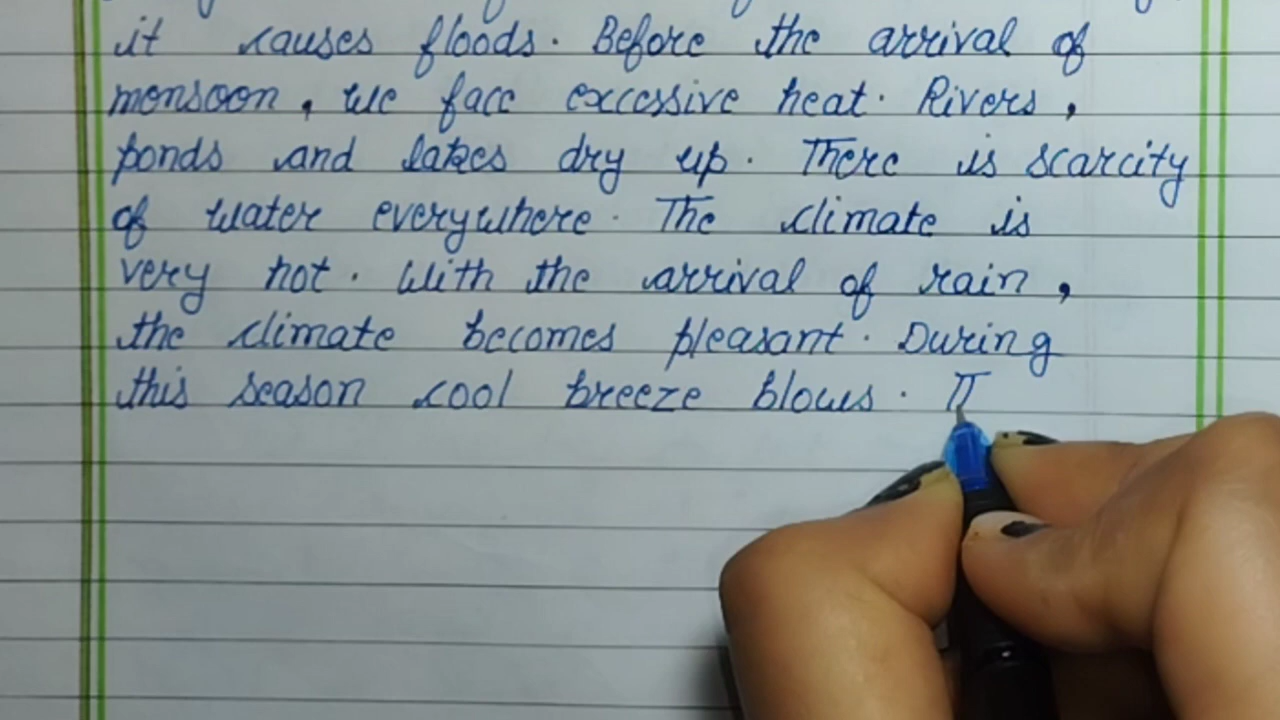 it causes floods. Before the arrival of
monsoon, we face excessive heat. Rivers,
ponds and lakes dry up. There is scarcity
of water everywhere. The climate is
very hot. With the arrival of rain,
the climate becomes pleasant. During
this season cool breeze blows.